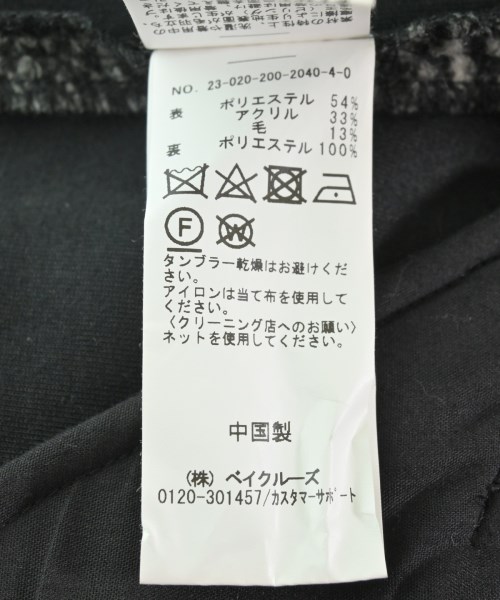 NO. 23-020-200-2040-4-0
表 ポリエステル 54%
アクリル 33%
毛 13%
裏 ポリエステル 100%
F W
タンブラー乾燥はお避けくだ
さい。
アイロンは当て布を使用して
ください。
〈クリーニング店へのお願い〉
ネットを使用してください。
中国製
(株) ベイクルーズ
0120-301457/カスタマーサポート